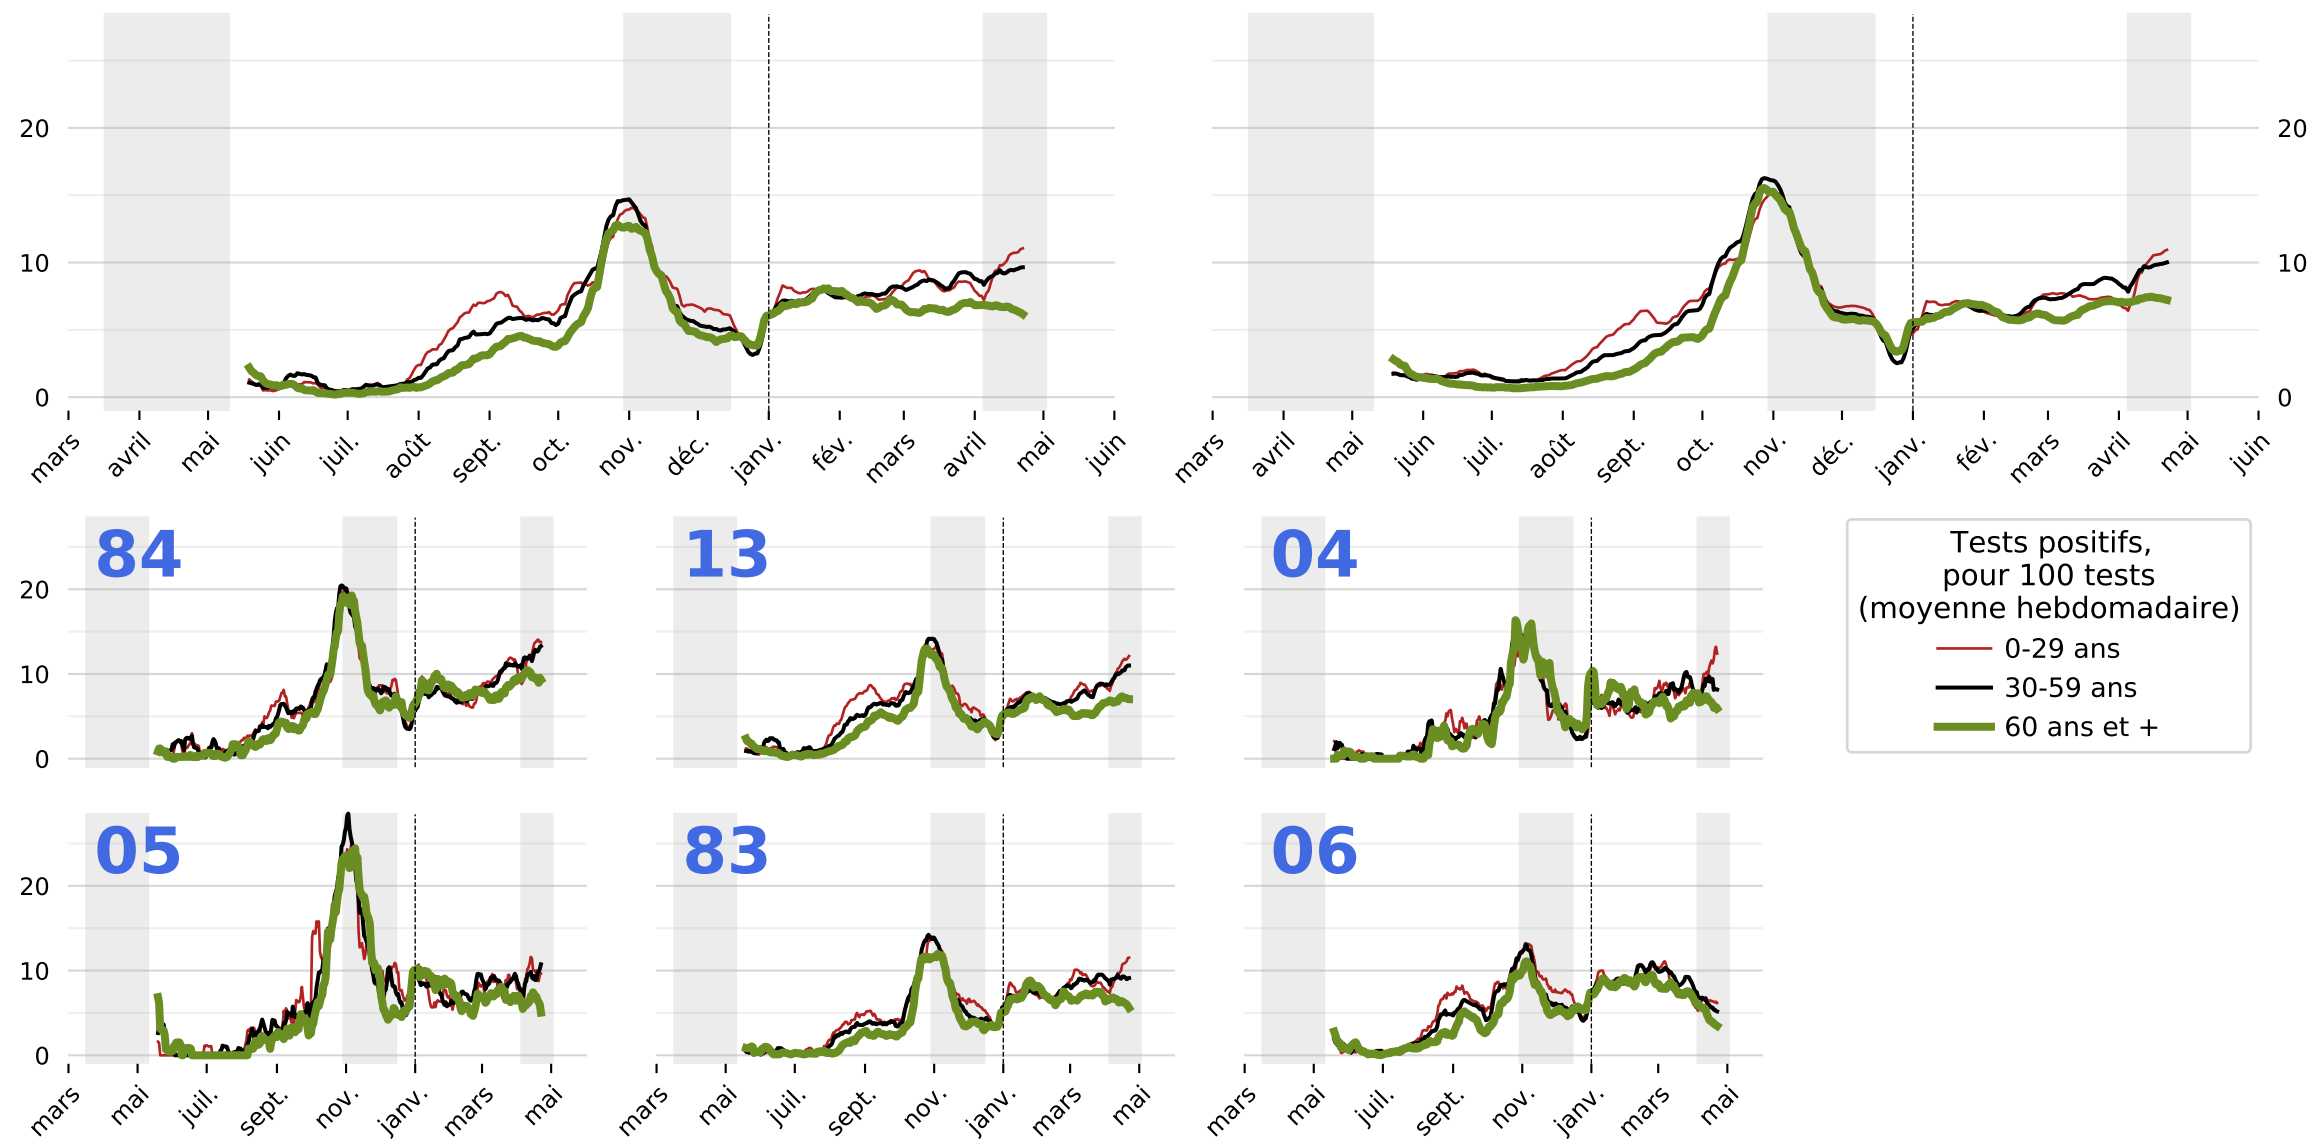 20
10
0
mars avril mai juin juil. août sept. oct. nov. déc. janv. fév. mars avril mai juin
20
10
0
mars avril mai juin juil. août sept. oct. nov. déc. janv. fév. mars avril mai juin
84
20
10
0
13
04
Tests positifs,
pour 100 tests
(moyenne hebdomadaire)
0-29 ans
30-59 ans
60 ans et +
05
20
10
0
mars mai juil. sept. nov. janv. mars mai
83
mars mai juil. sept. nov. janv. mars mai
06
mars mai juil. sept. nov. janv. mars mai